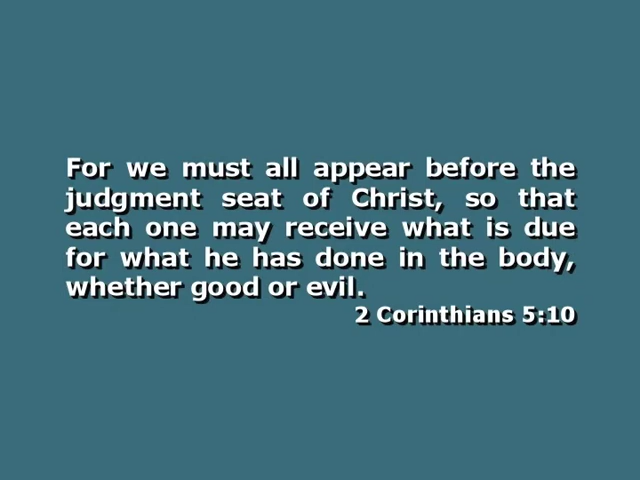 For we must all appear before the
judgment seat of Christ, so that
each one may receive what is due
for what he has done in the body,
whether good or evil.
2 Corinthians 5:10